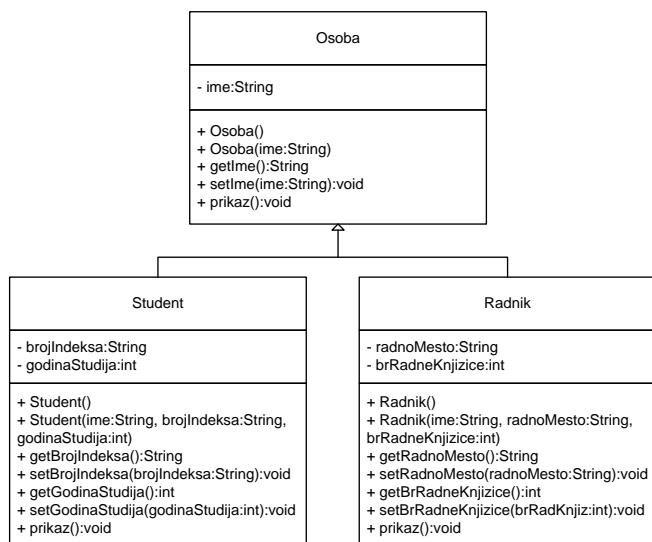 Osoba
- ime:String
+ Osoba()
+ Osoba(ime:String)
+ getIme():String
+ setIme(ime:String):void
+ prikaz():void
Student
- brojIndeksa:String
- godinaStudija:int
+ Student()
+ Student(ime:String, brojIndeksa:String,
godinaStudija:int)
+ getBrojIndeksa():String
+ setBrojIndeksa(brojIndeksa:String):void
+ getGodinaStudija():int
+ setGodinaStudija(godinaStudija:int):void
+ prikaz():void
Radnik
- radnoMesto:String
- brRadneKnjizice:int
+ Radnik()
+ Radnik(ime:String, radnoMesto:String,
brRadneKnjizice:int)
+ getRadnoMesto():String
+ setRadnoMesto(radnoMesto:String):void
+ getBrRadneKnjizice():int
+ setBrRadneKnjizice(brRadKnjiz:int):void
+ prikaz():void